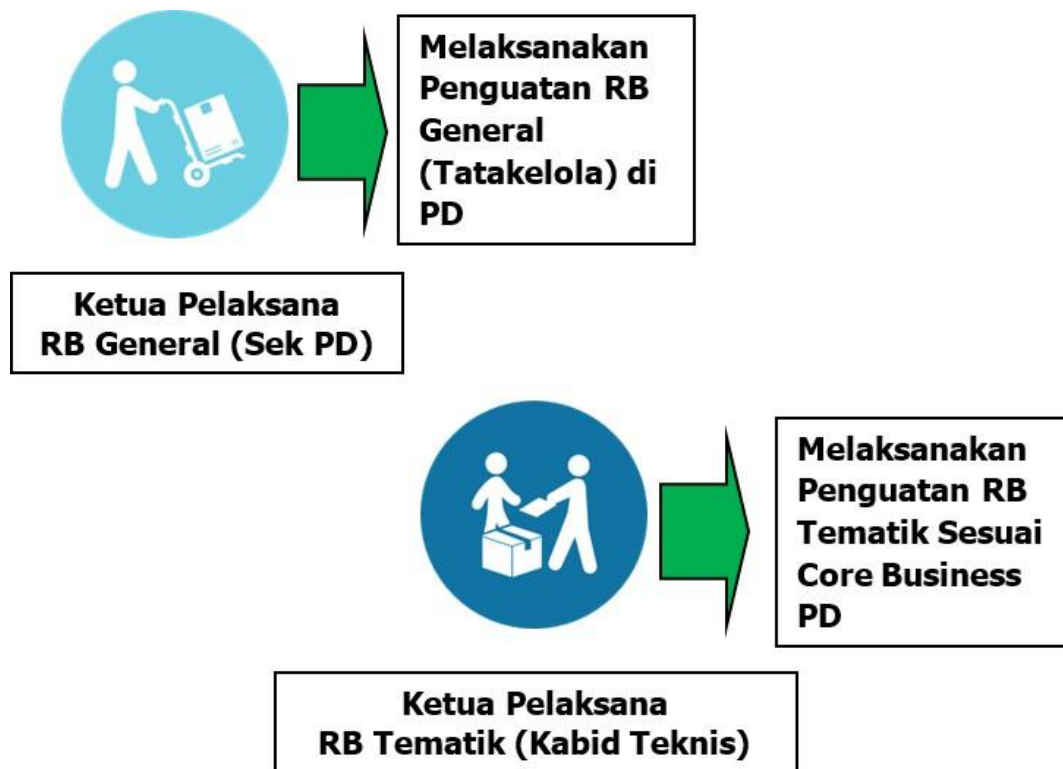 Melaksanakan
Penguatan RB
General
(Tatakelola) di
PD
Ketua Pelaksana
RB General (Sek PD)
Melaksanakan
Penguatan RB
Tematik Sesuai
Core Business
PD
Ketua Pelaksana
RB Tematik (Kabid Teknis)